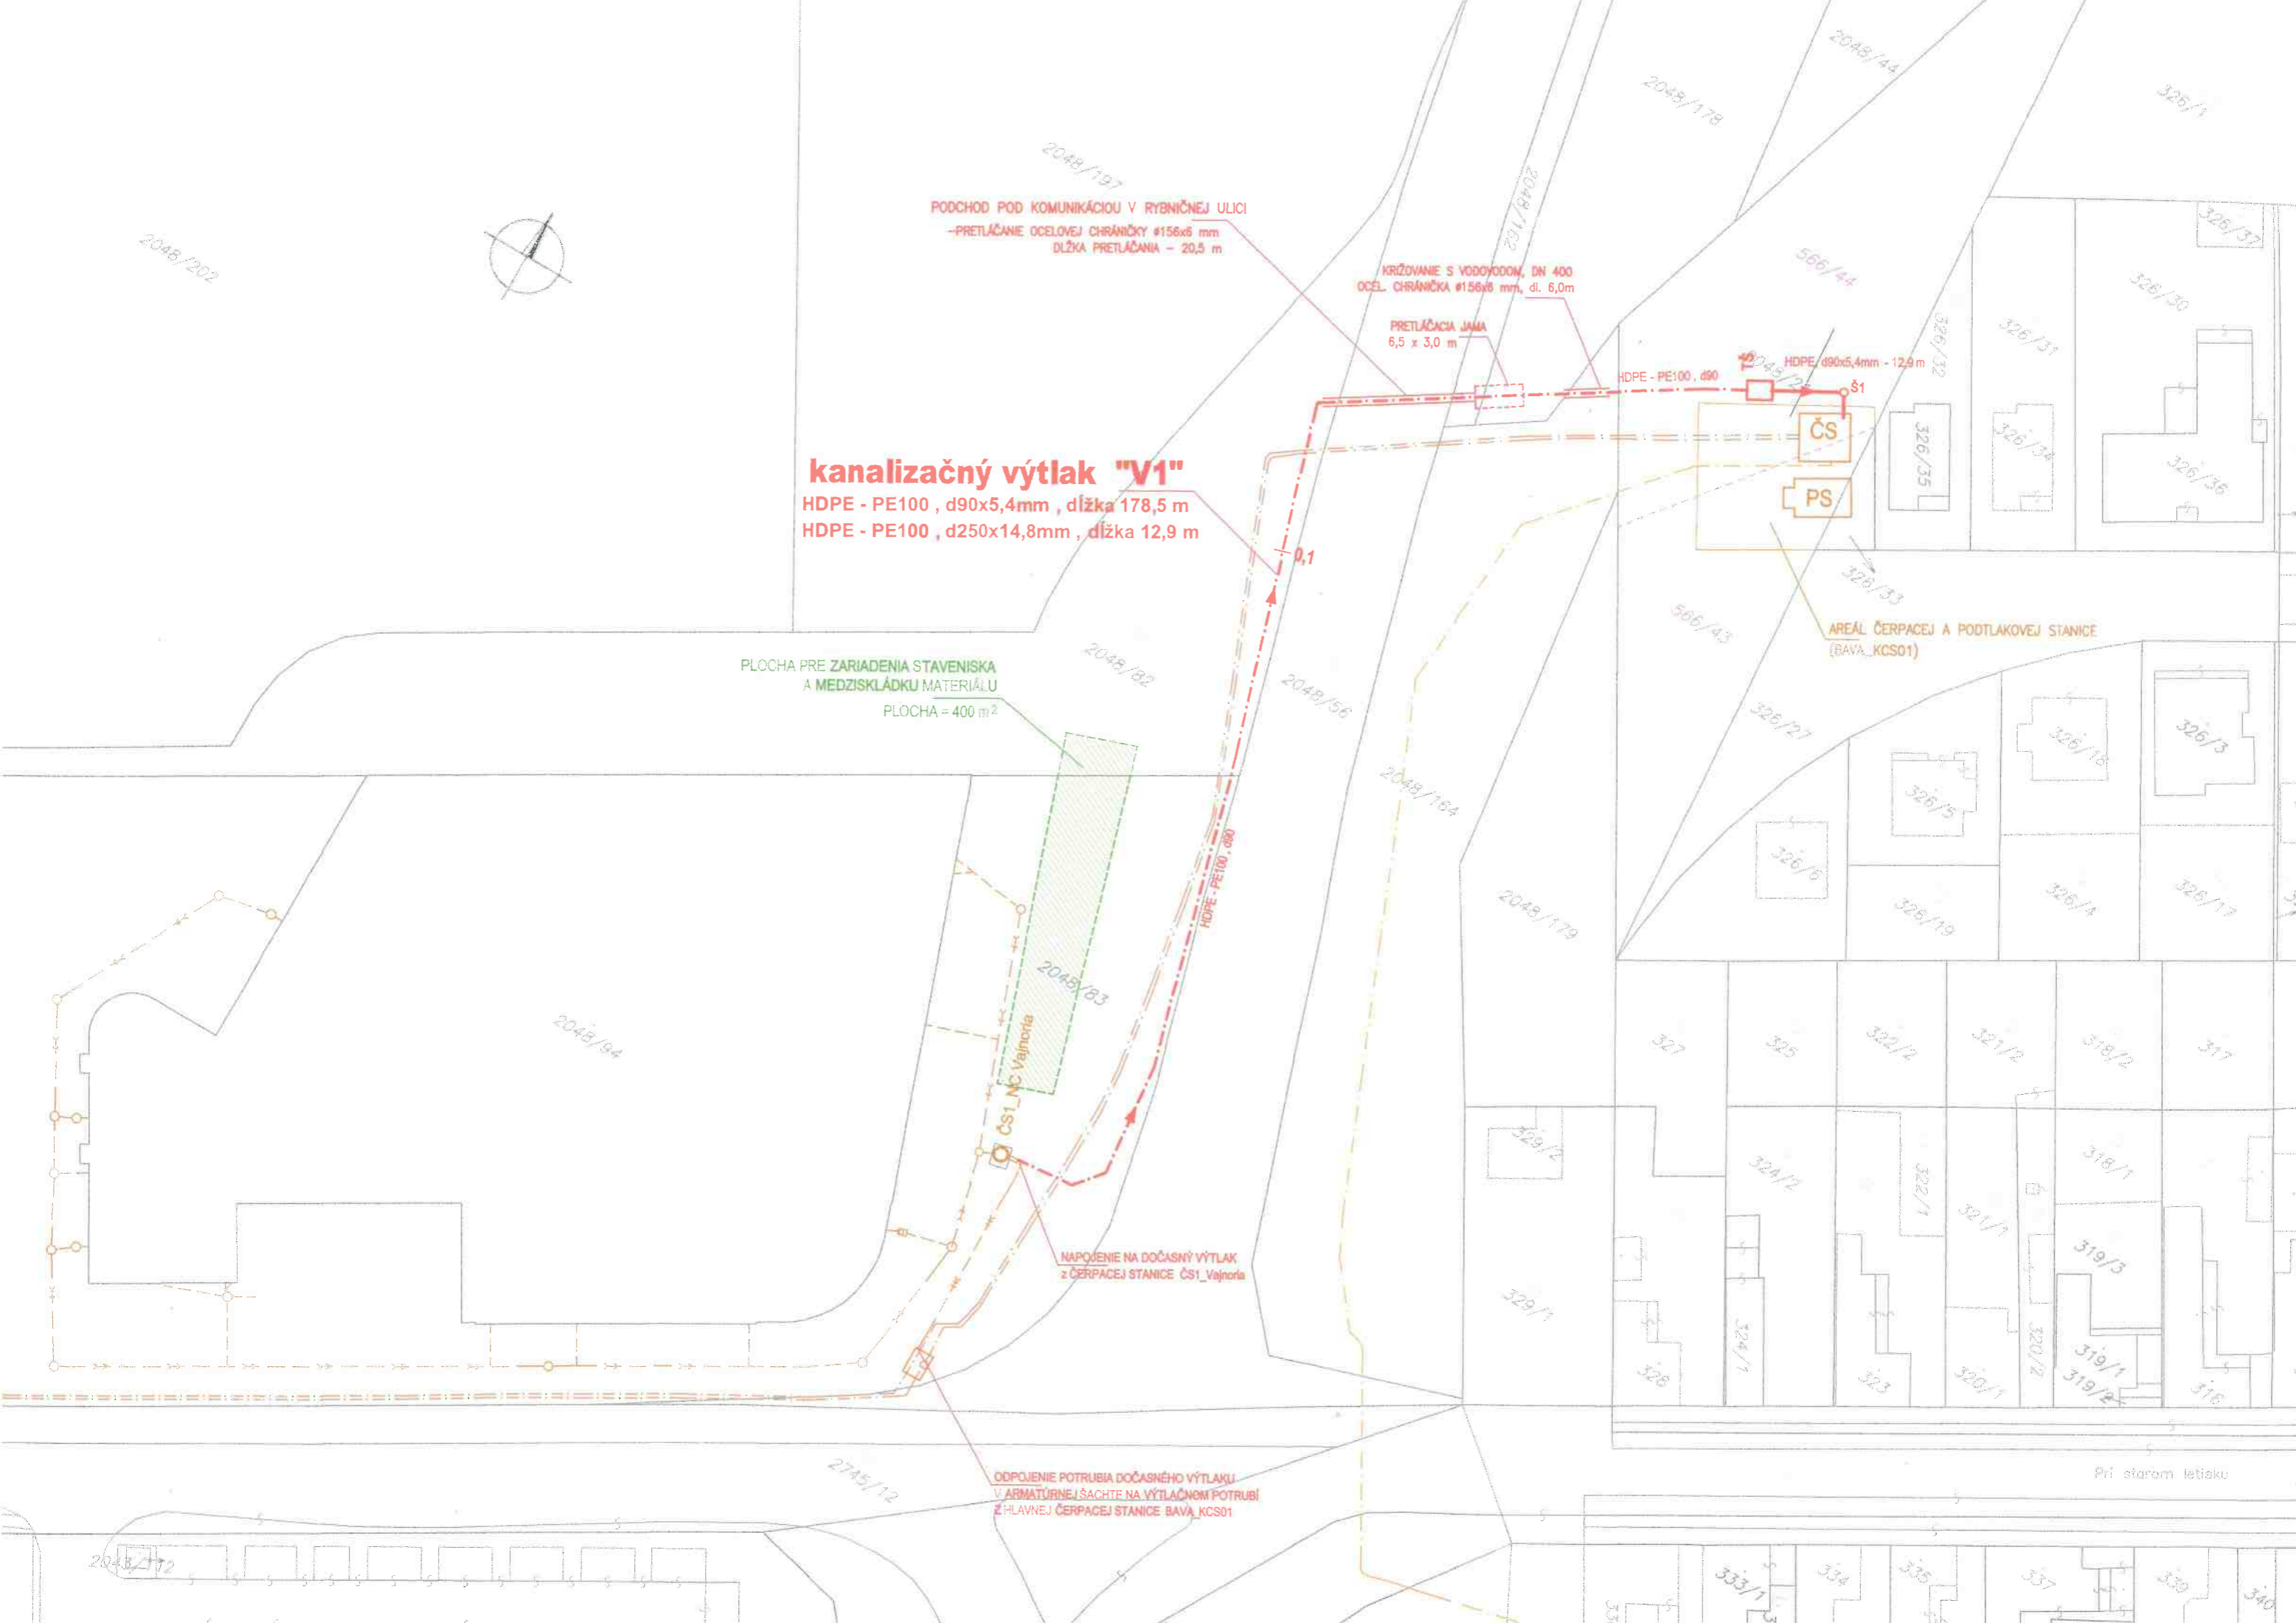 2048/44
2048/178
326/1
2048/197
2048/162
326/37
PODCHOD POD KOMUNIKÁCIOU V RYBNIČNEJ ULICI
-PRETLÁČANIE OCELOVEJ CHRÁNIČKY ø156x6 mm
DLŽKA PRETLÁČANIA - 20,5 m
2048/202
KRIŽOVANIE S VODOVODOM, DN 400
OCEL. CHRÁNIČKA ø156x6 mm, dl. 6,0m
566/44
326/30
PRETLÁČACIA JAMA
6,5 x 3,0 m
326/32
326/31
HDPE - PE100, d90
TŠ
HDPE, d90x5,4mm - 12,9 m
Š1
ČS
326/35
326/34
326/36
PS
kanalizačný výtlak "V1"
HDPE - PE100 , d90x5,4mm , dĺžka 178,5 m
HDPE - PE100 , d250x14,8mm , dĺžka 12,9 m
0,1
326/33
566/43
AREÁL ČERPACEJ A PODTLAKOVEJ STANICE
(BAVA_KCS01)
PLOCHA PRE ZARIADENIA STAVENISKA
A MEDZISKLÁDKU MATERIÁLU
PLOCHA = 400 m2
2048/82
2048/56
326/27
326/18
326/3
2048/164
326/5
326/6
HDPE - PE100, d90
2048/179
326/19
326/4
326/17
2048/83
2048/94
ČS1_NC Vajnoria
327
325
322/2
321/2
318/2
317
329/2
324/2
322/1
321/1
318/1
319/3
NAPOJENIE NA DOČASNÝ VÝTLAK
z ČERPACEJ STANICE ČS1_Vajnoria
329/1
328
324/1
323
320/1
320/2
319/1
319/2
316
2745/12
ODPOJENIE POTRUBIA DOČASNÉHO VÝTLAKU
V ARMATÚRNEJ ŠACHTE NA VÝTLAČNOM POTRUBÍ
Z HLAVNEJ ČERPACEJ STANICE BAVA_KCS01
Pri starom letisku
333/1
334
335
337
339
340